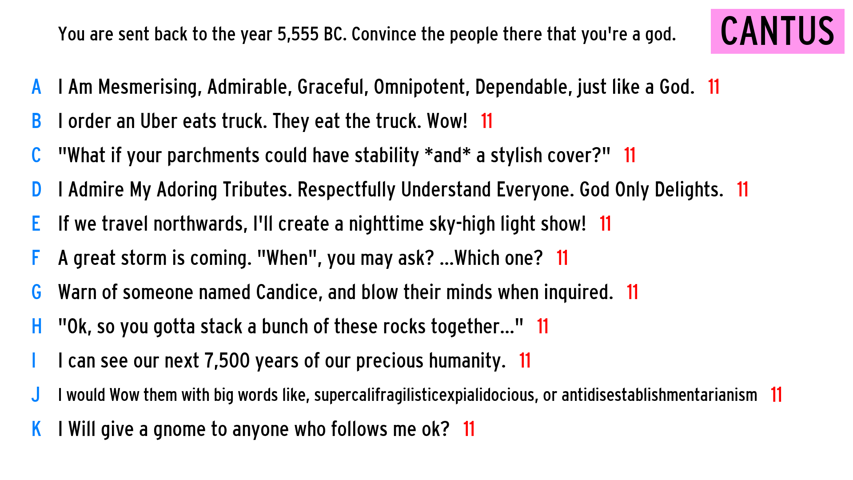 You are sent back to the year 5,555 BC. Convince the people there that you're a god. CANTUS
A I Am Mesmerising, Admirable, Graceful, Omnipotent, Dependable, just like a God. 11
B I order an Uber eats truck. They eat the truck. Wow! 11
C "What if your parchments could have stability *and* a stylish cover?" 11
D I Admire My Adoring Tributes. Respectfully Understand Everyone. God Only Delights. 11
E If we travel northwards, I'll create a nighttime sky-high light show! 11
F A great storm is coming. "When", you may ask? ...Which one? 11
G Warn of someone named Candice, and blow their minds when inquired. 11
H "Ok, so you gotta stack a bunch of these rocks together..." 11
I I can see our next 7,500 years of our precious humanity. 11
J I would Wow them with big words like, supercalifragilisticexpialidocious, or antidisestablishmentarianism 11
K I Will give a gnome to anyone who follows me ok? 11